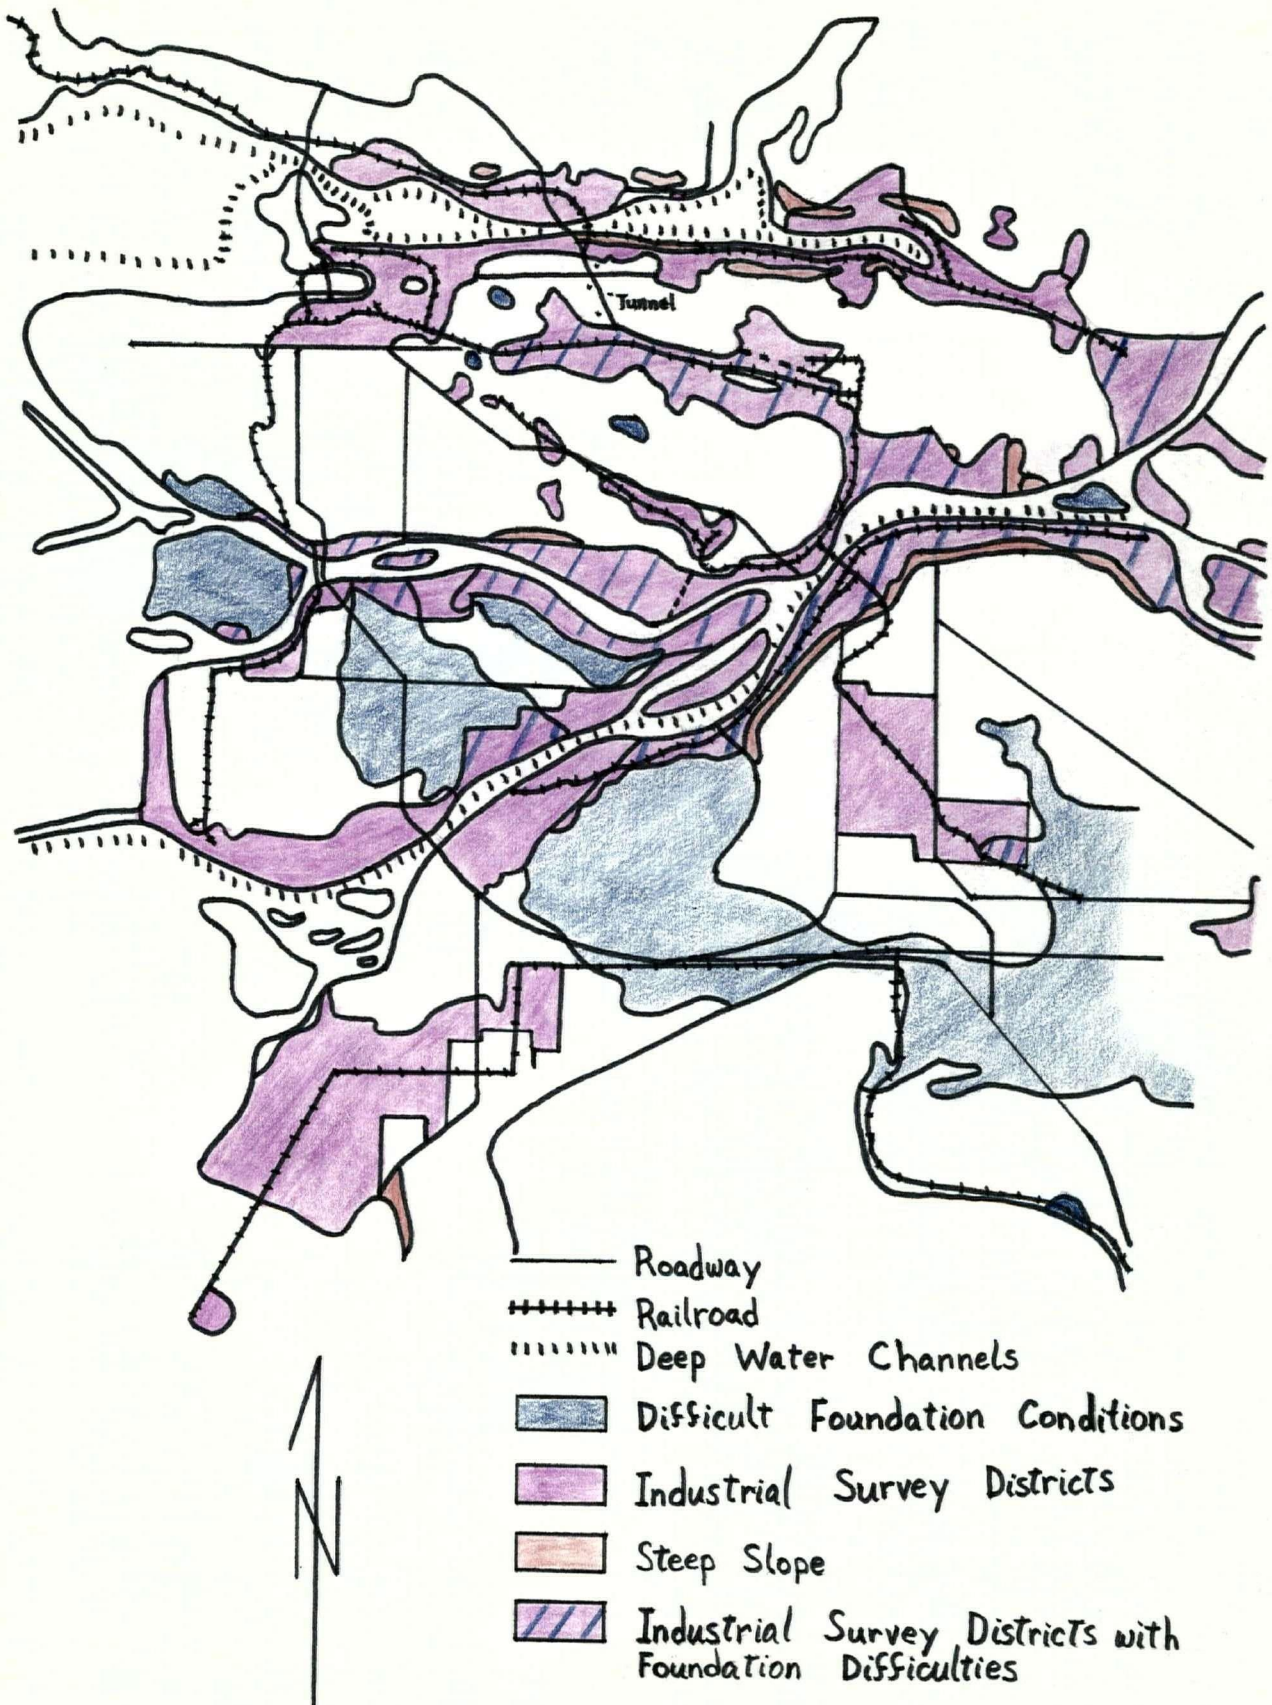 Tunnel
Roadway
Railroad
Deep Water Channels
Difficult Foundation Conditions
Industrial Survey Districts
Steep Slope
Industrial Survey Districts with
Foundation Difficulties
N